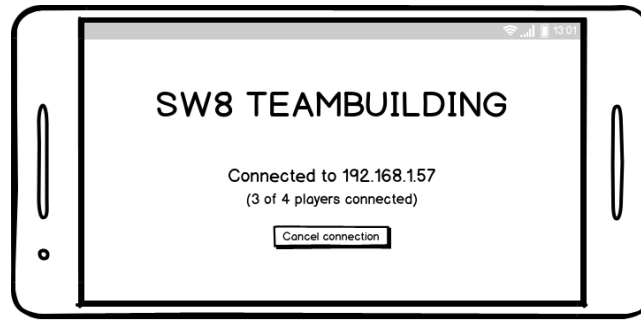 13:01
SW8 TEAMBUILDING
Connected to 192.168.1.57
(3 of 4 players connected)
Cancel connection